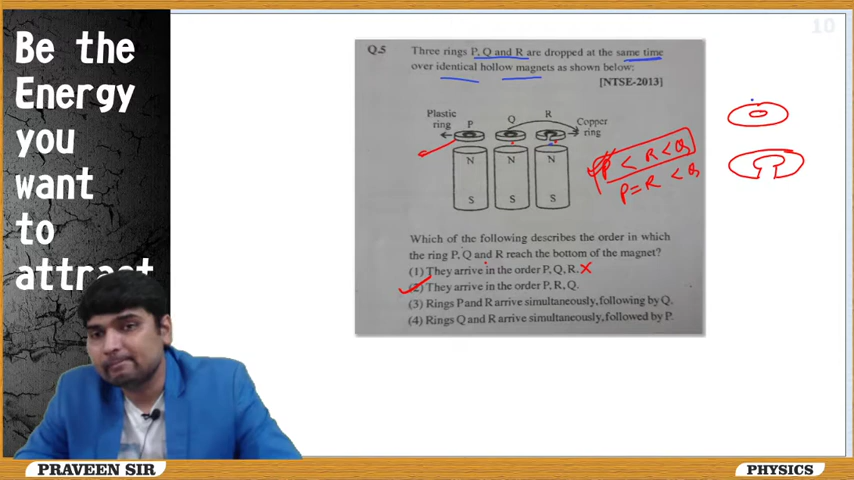 10
Be the
Energy
you
want
to
attract
Q.5 Three rings P, Q and R are dropped at the same time
over identical hollow magnets as shown below:
[NTSE-2013]
Plastic
ring
P
Q
R
Copper
ring
N
N
N
S
S
S
P < R < Q
P = R < Q
Which of the following describes the order in which
the ring P, Q and R reach the bottom of the magnet?
(1) They arrive in the order P, Q, R.
(2) They arrive in the order P, R, Q.
(3) Rings P and R arrive simultaneously, following by Q.
(4) Rings Q and R arrive simultaneously, followed by P.
PRAVEEN SIR
PHYSICS